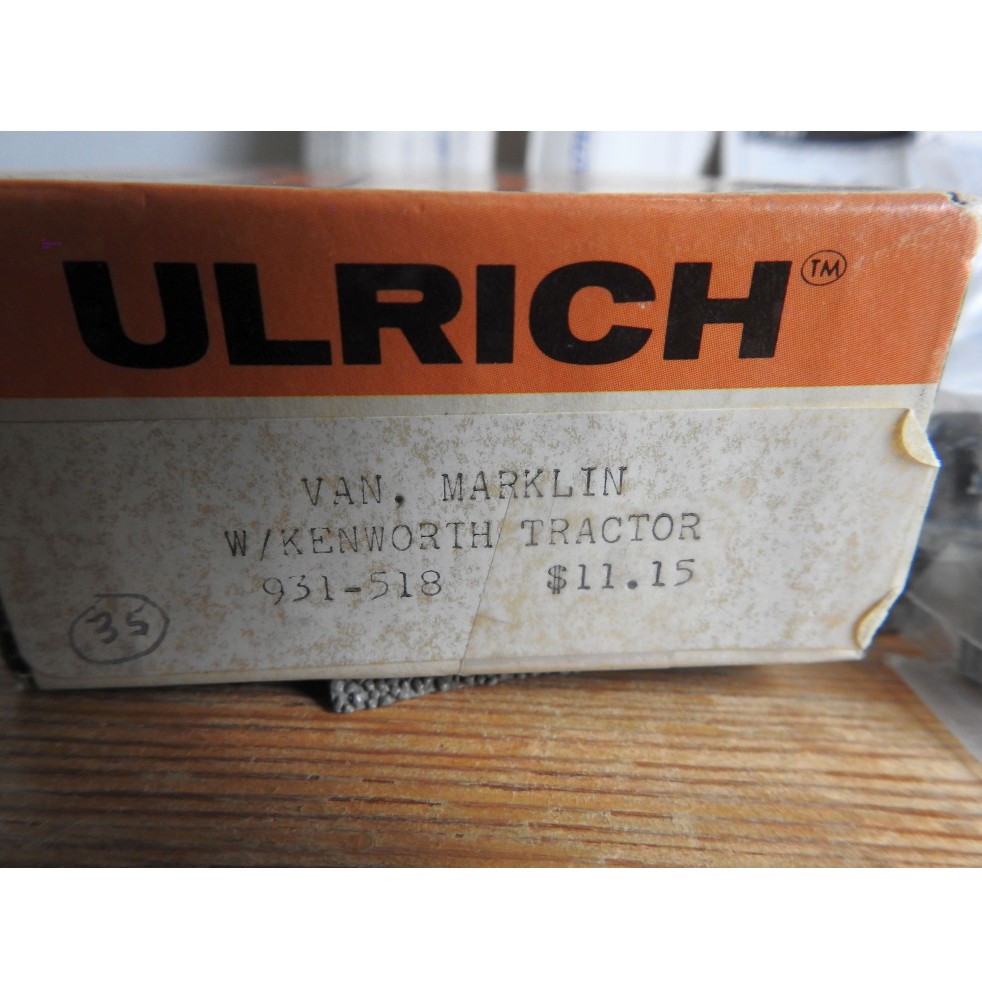 ULRICH™
VAN, MARKLIN
W/KENWORTH TRACTOR
931-518 $11.15
35